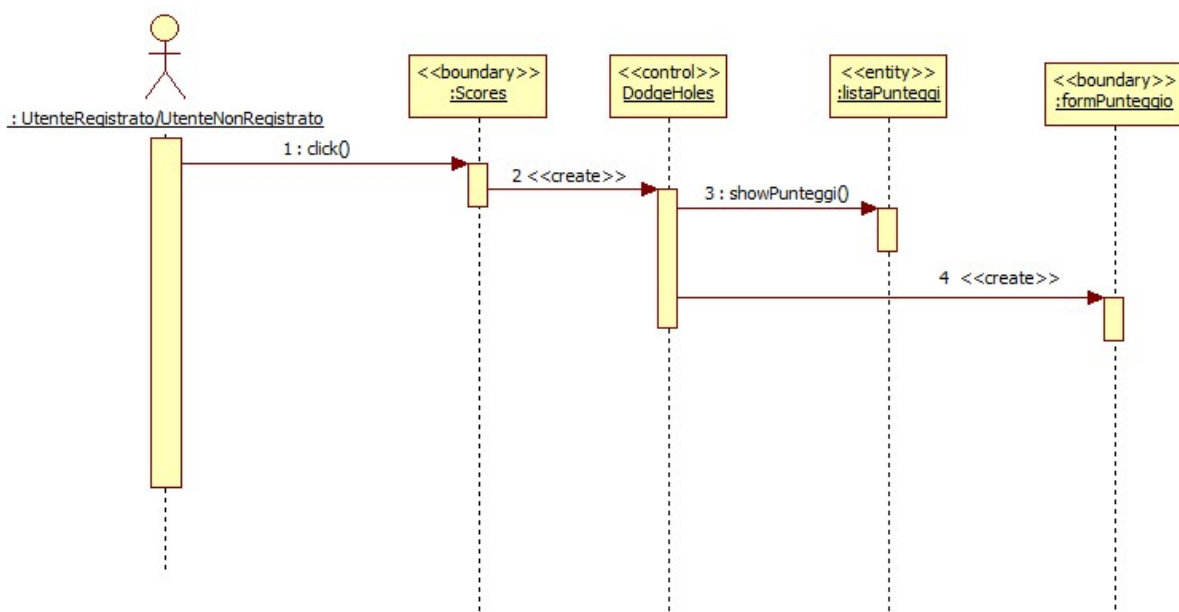 <<boundary>>
:Scores
<<control>>
DodgeHoles
<<entity>>
:listaPunteggi
<<boundary>>
:formPunteggio
: UtenteRegistrato/UtenteNonRegistrato
1 : click()
2 <<create>>
3 : showPunteggi()
4 <<create>>